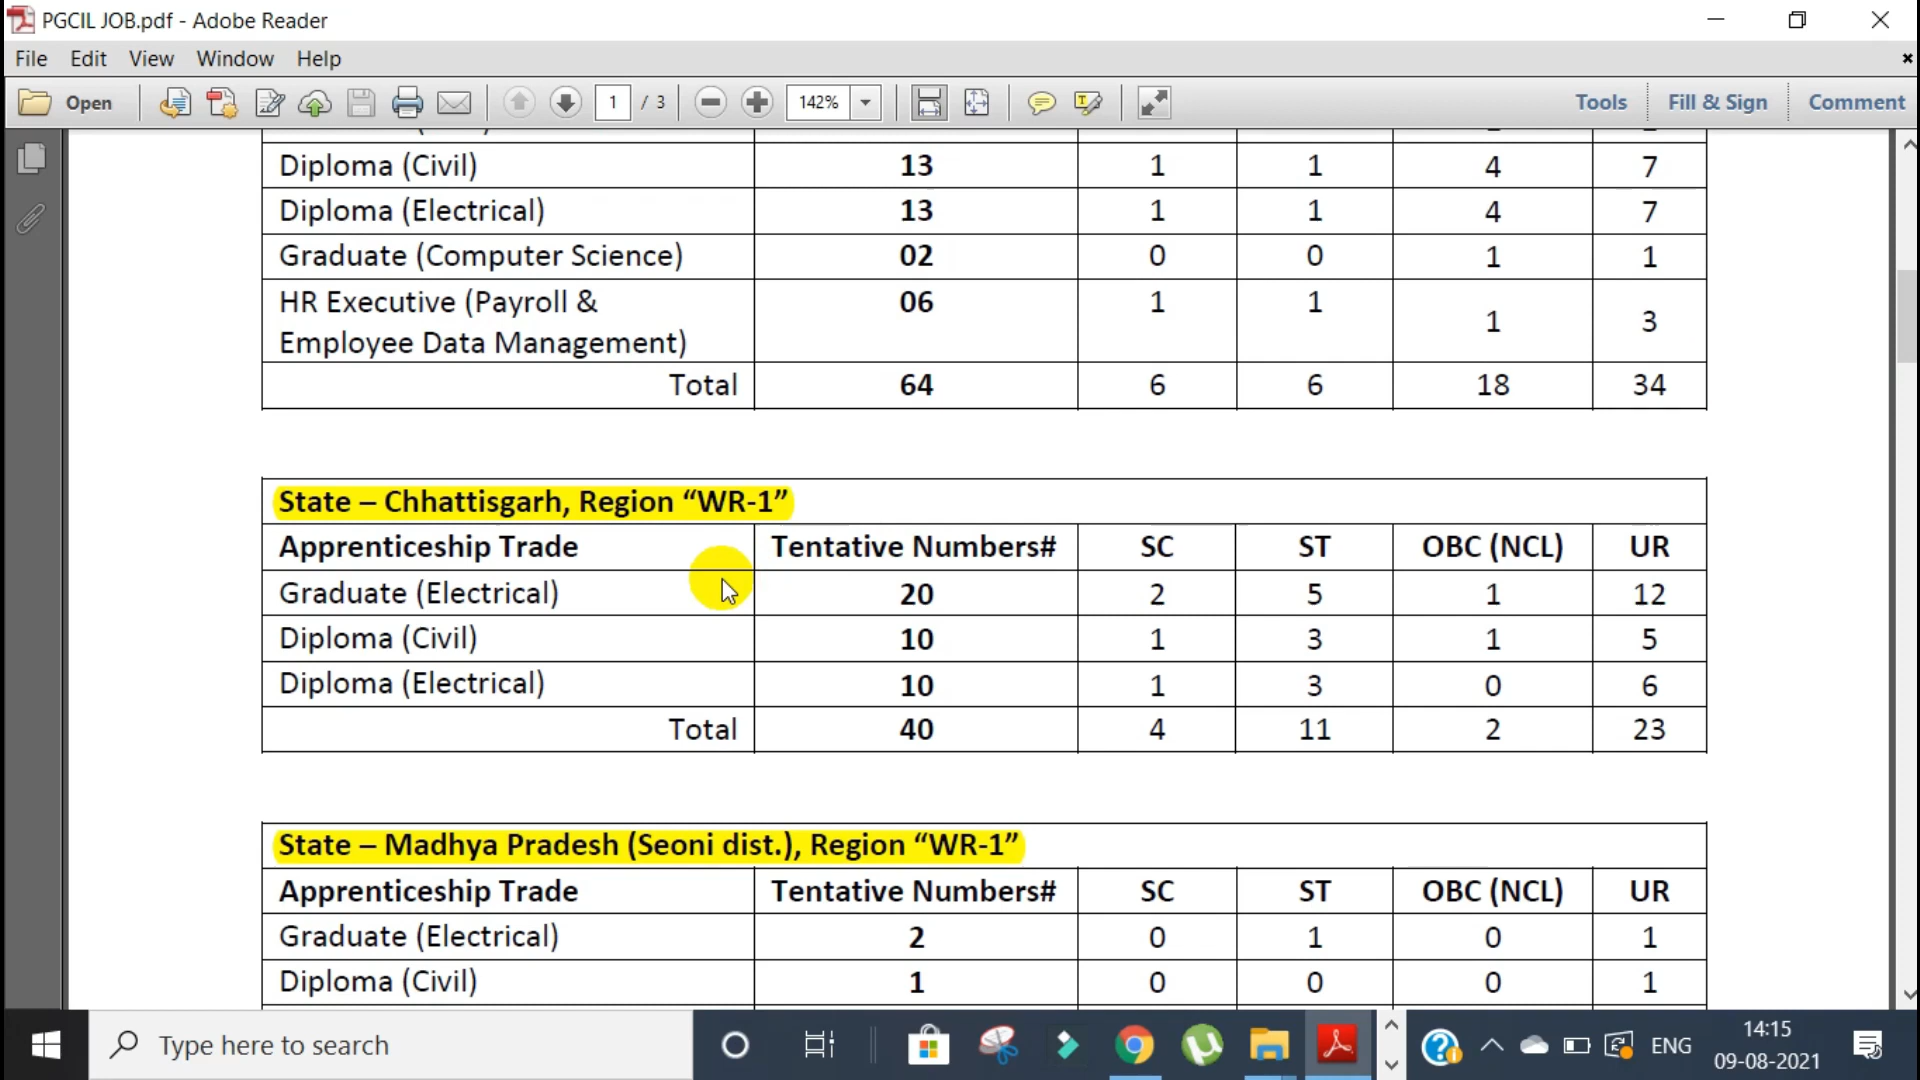 PGCIL JOB.pdf - Adobe Reader
File Edit View Window Help
Open 1 / 3 142% Tools Fill & Sign Comment
Diploma (Civil) 13 1 1 4 7
Diploma (Electrical) 13 1 1 4 7
Graduate (Computer Science) 02 0 0 1 1
HR Executive (Payroll & 06 1 1 1 3
Employee Data Management)
Total 64 6 6 18 34
State – Chhattisgarh, Region “WR-1”
Apprenticeship Trade Tentative Numbers# SC ST OBC (NCL) UR
Graduate (Electrical) 20 2 5 1 12
Diploma (Civil) 10 1 3 1 5
Diploma (Electrical) 10 1 3 0 6
Total 40 4 11 2 23
State – Madhya Pradesh (Seoni dist.), Region “WR-1”
Apprenticeship Trade Tentative Numbers# SC ST OBC (NCL) UR
Graduate (Electrical) 2 0 1 0 1
Diploma (Civil) 1 0 0 0 1
Type here to search ENG 14:15
09-08-2021